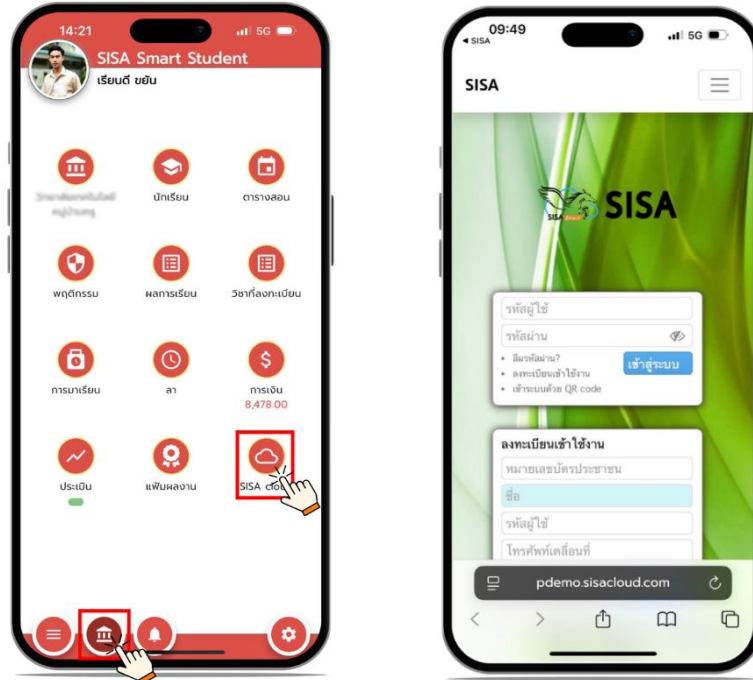 14:21
5G
SISA Smart Student
เรียนดี ขยัน
นักเรียน
ตารางสอน
พฤติกรรม
ผลการเรียน
วิชาที่ลงทะเบียน
การมาเรียน
ลา
การเงิน
8,478.00
ประเมิน
แฟ้มผลงาน
SISA cloud
09:49
5G
SISA
SISA
SISA
SISA
รหัสผู้ใช้
รหัสผ่าน
ลืมรหัสผ่าน?
ลงทะเบียนเข้าใช้งาน
เข้าระบบด้วย QR code
เข้าสู่ระบบ
ลงทะเบียนเข้าใช้งาน
หมายเลขบัตรประชาชน
ชื่อ
รหัสผู้ใช้
โทรศัพท์เคลื่อนที่
pdemo.sisacloud.com